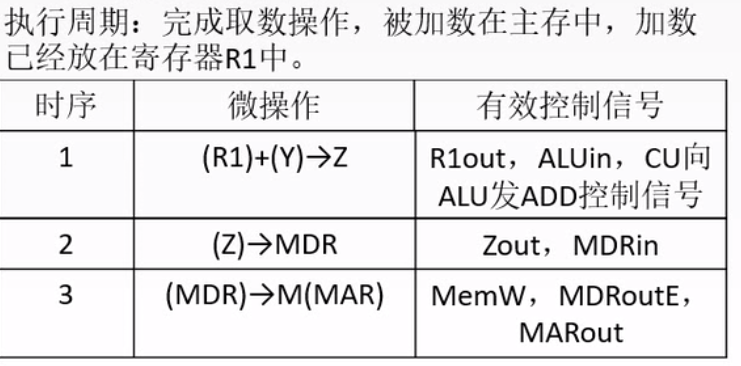 执行周期：完成取数操作，被加数在主存中，加数
已经放在寄存器R1中。
时序 微操作 有效控制信号
1 (R1)+(Y)→Z R1out，ALUin，CU向
ALU发ADD控制信号
2 (Z)→MDR Zout，MDRin
3 (MDR)→M(MAR) MemW，MDRoutE，
MARout